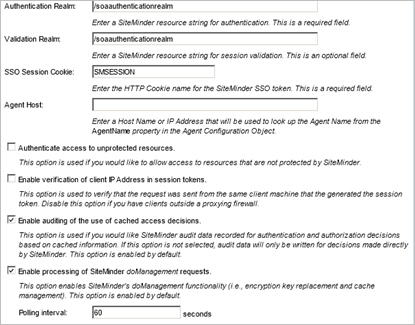 Authentication Realm: /soaauthenticationrealm
Enter a SiteMinder resource string for authentication. This is a required field.
Validation Realm: /soaauthenticationrealm
Enter a SiteMinder resource string for session validation. This is an optional field.
SSO Session Cookie: SMSESSION
Enter the HTTP Cookie name for the SiteMinder SSO token. This is a required field.
Agent Host:
Enter a Host Name or IP Address that will be used to look up the Agent Name from the
AgentName property in the Agent Configuration Object.
Authenticate access to unprotected resources.
This option is used if you would like to allow access to resources that are not protected by SiteMinder.
Enable verification of client IP Address in session tokens.
This option is used to verify that the request was sent from the same client machine that the generated the session
token. Disable this if you have clients outside a proxying firewall.
Enable auditing of the use of cached access decisions.
This option is used if you would like SiteMinder audit data recorded for authentication and authorization decisions
based on cached information. If this option is not selected, audit data will only be written for decisions made directly
by SiteMinder. This option is enabled by default.
Enable processing of SiteMinder doManagement requests.
This option enables SiteMinder's doManagement functionality (i.e., encryption key replacement and cache
management). This option is enabled by default.
Polling interval: 60 seconds